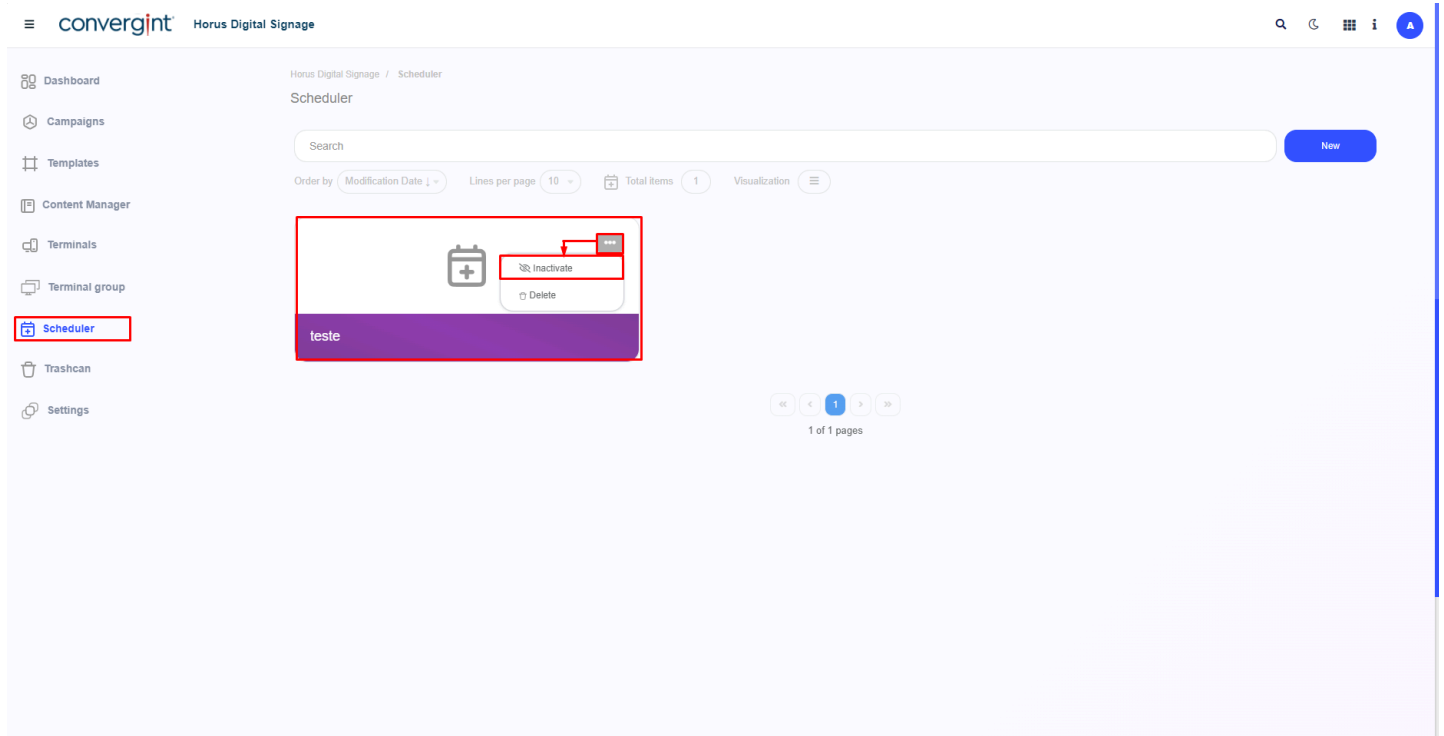 convergint Horus Digital Signage
A
Dashboard
Campaigns
Templates
Content Manager
Terminals
Terminal group
Scheduler
Trashcan
Settings
Horus Digital Signage / Scheduler
Scheduler
Search
New
Order by Modification Date ↓ Lines per page 10 Total items 1 Visualization
Inactivate
Delete
teste
« ‹ 1 › »
1 of 1 pages